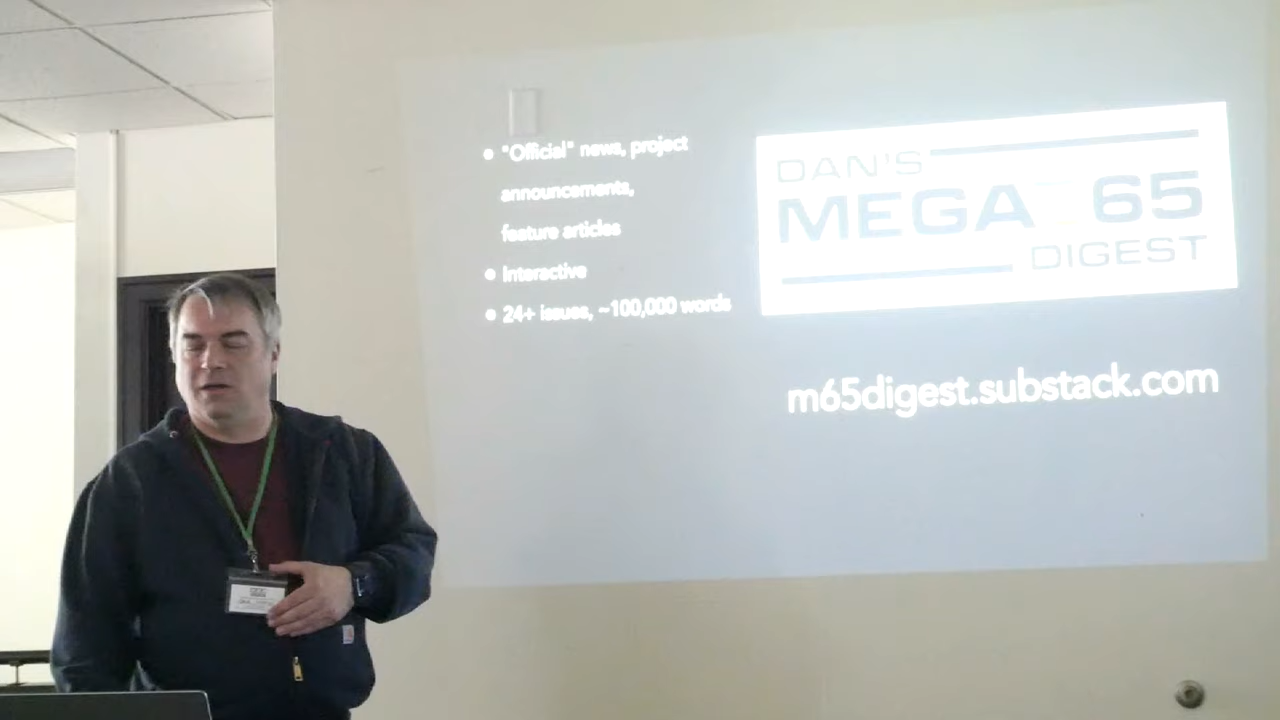 • "Official" news, project
announcements,
feature articles
• Interactive
• 24+ issues, ~100,000 words
DAN'S
MEGA 65
DIGEST
m65digest.substack.com